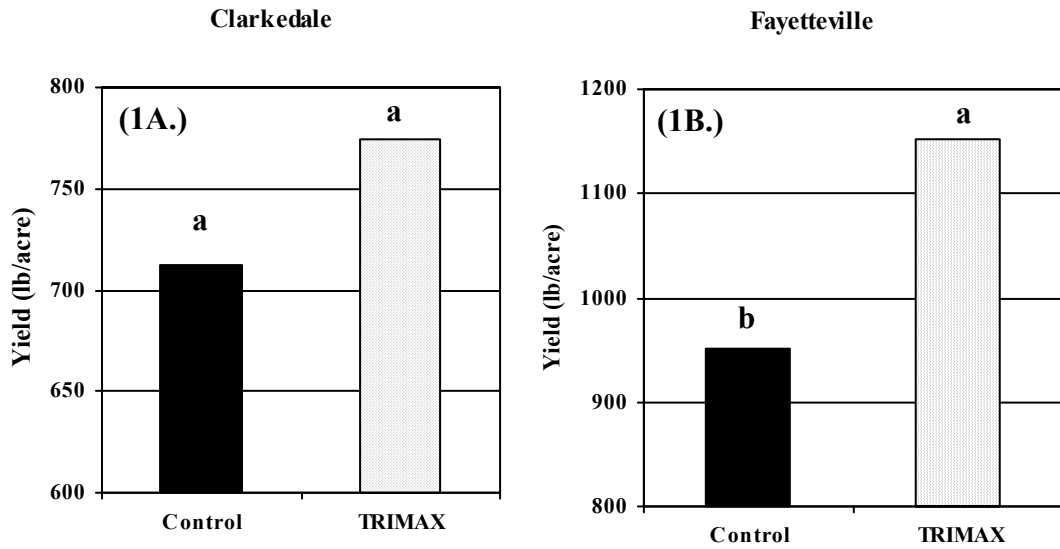 Clarkedale
(1A.)
Yield (lb/acre)
800
750
700
650
600
a
a
Control
TRIMAX
Fayetteville
(1B.)
Yield (lb/acre)
1200
1100
1000
900
800
b
a
Control
TRIMAX